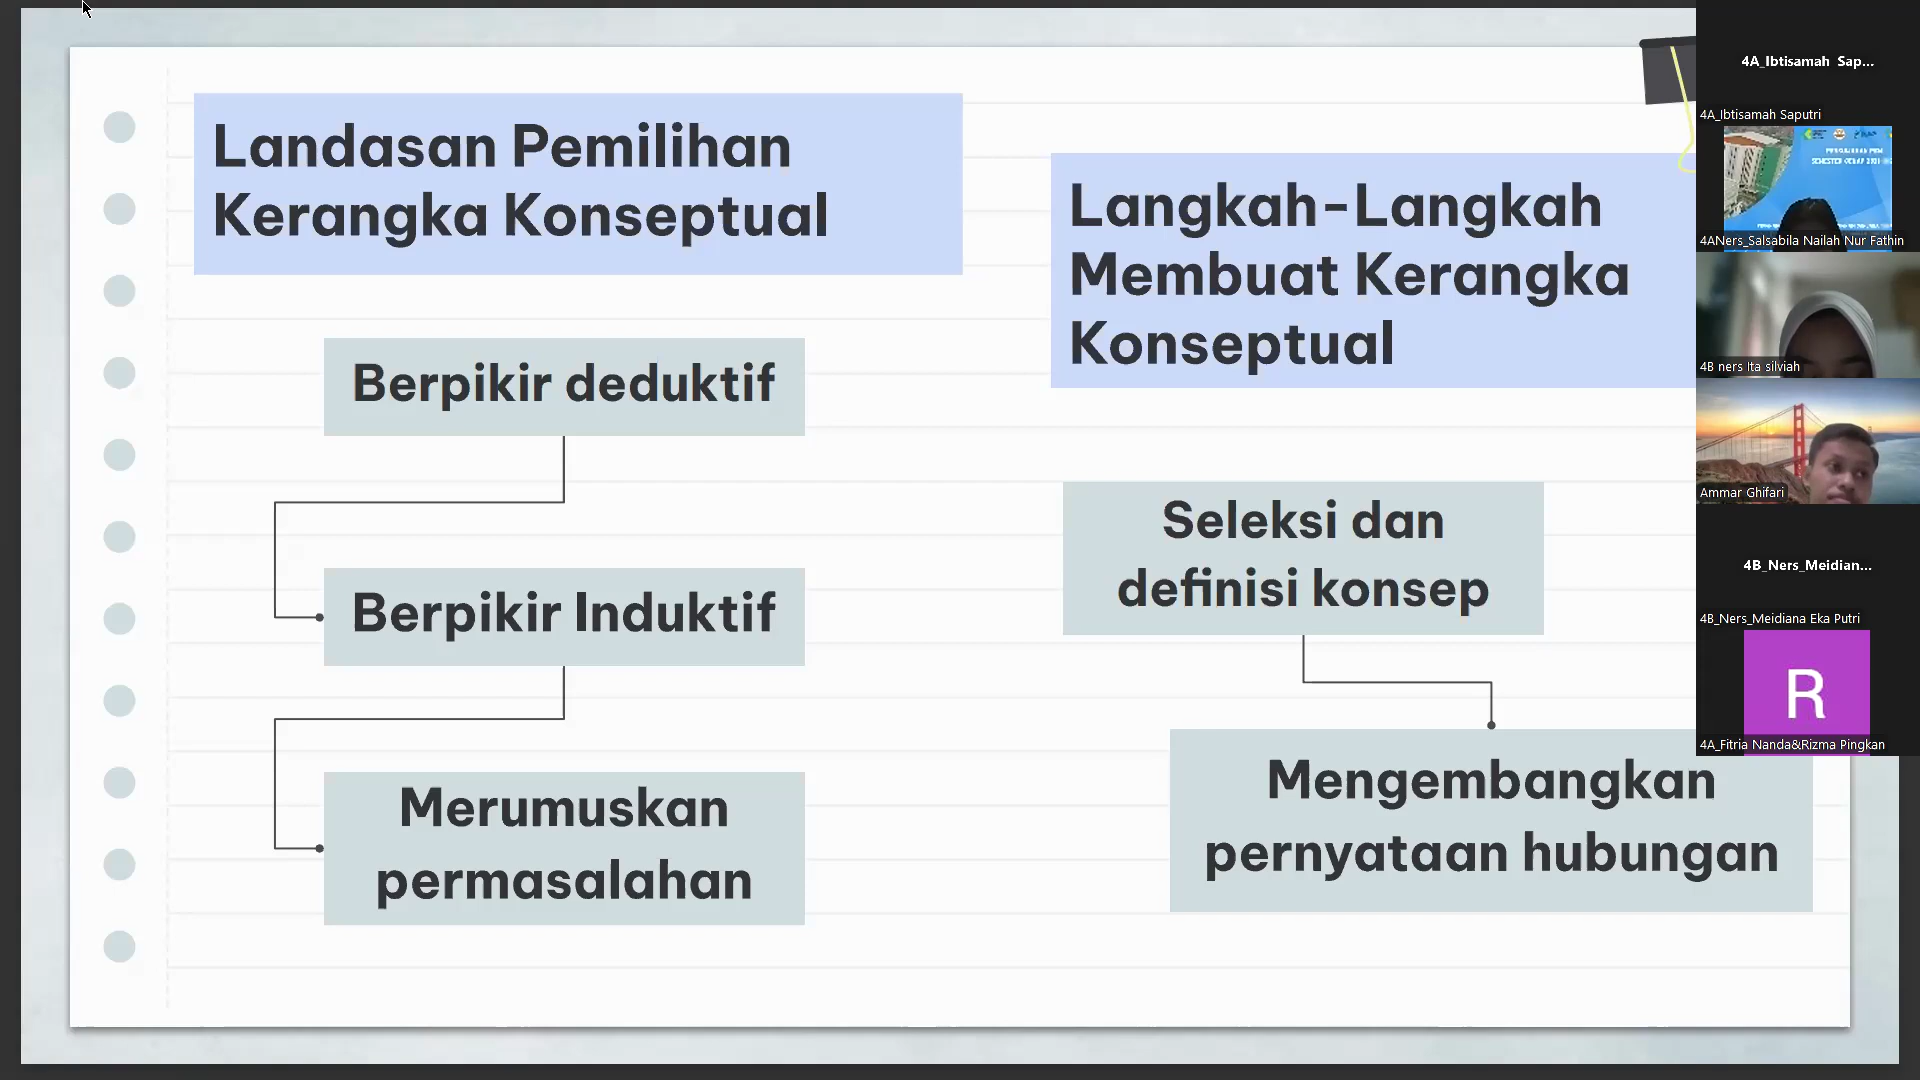 Landasan Pemilihan
Kerangka Konseptual
Berpikir deduktif
Berpikir Induktif
Merumuskan
permasalahan
Langkah-Langkah
Membuat Kerangka
Konseptual
Seleksi dan
definisi konsep
Mengembangkan
pernyataan hubungan
4A_Ibtisamah Sap...
4A_Ibtisamah Saputri
4ANers_Salsabila Nailah Nur Fathin
4B ners Ita silviah
Ammar Ghifari
4B_Ners_Meidian...
4B_Ners_Meidiana Eka Putri
R
4A_Fitria Nanda&Rizma Pingkan